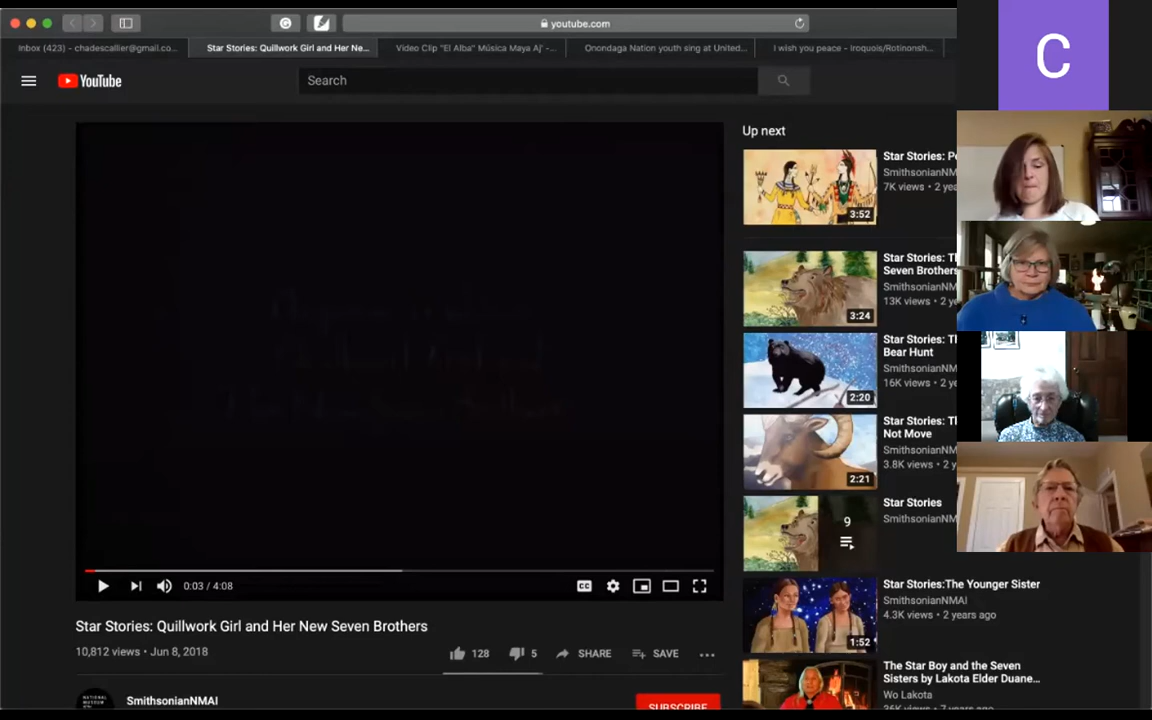 youtube.com
Inbox (423) - chadescallier@gmail.co...
Star Stories: Quillwork Girl and Her Ne...
Video Clip "El Alba" Música Maya Aj' -...
Onondaga Nation youth sing at United...
I wish you peace - Iroquois/Rotinonsh...
YouTube
Search
C
Up next
Star Stories: P
SmithsonianNM
7K views • 2 ye
3:52
Star Stories: T
Seven Brothers
SmithsonianNM
13K views • 2 y
3:24
Star Stories: T
Bear Hunt
SmithsonianNM
16K views • 2 ye
2:20
Star Stories: T
Not Move
SmithsonianNM
3.8K views • 2 y
2:21
Star Stories
SmithsonianNM
9
Star Stories:The Younger Sister
SmithsonianNMAI
4.3K views • 2 years ago
1:52
The Star Boy and the Seven
Sisters by Lakota Elder Duane...
Wo Lakota
0:03 / 4:08
CC
Star Stories: Quillwork Girl and Her New Seven Brothers
10,812 views • Jun 8, 2018
128
5
SHARE
SAVE
SmithsonianNMAI
SUBSCRIBE